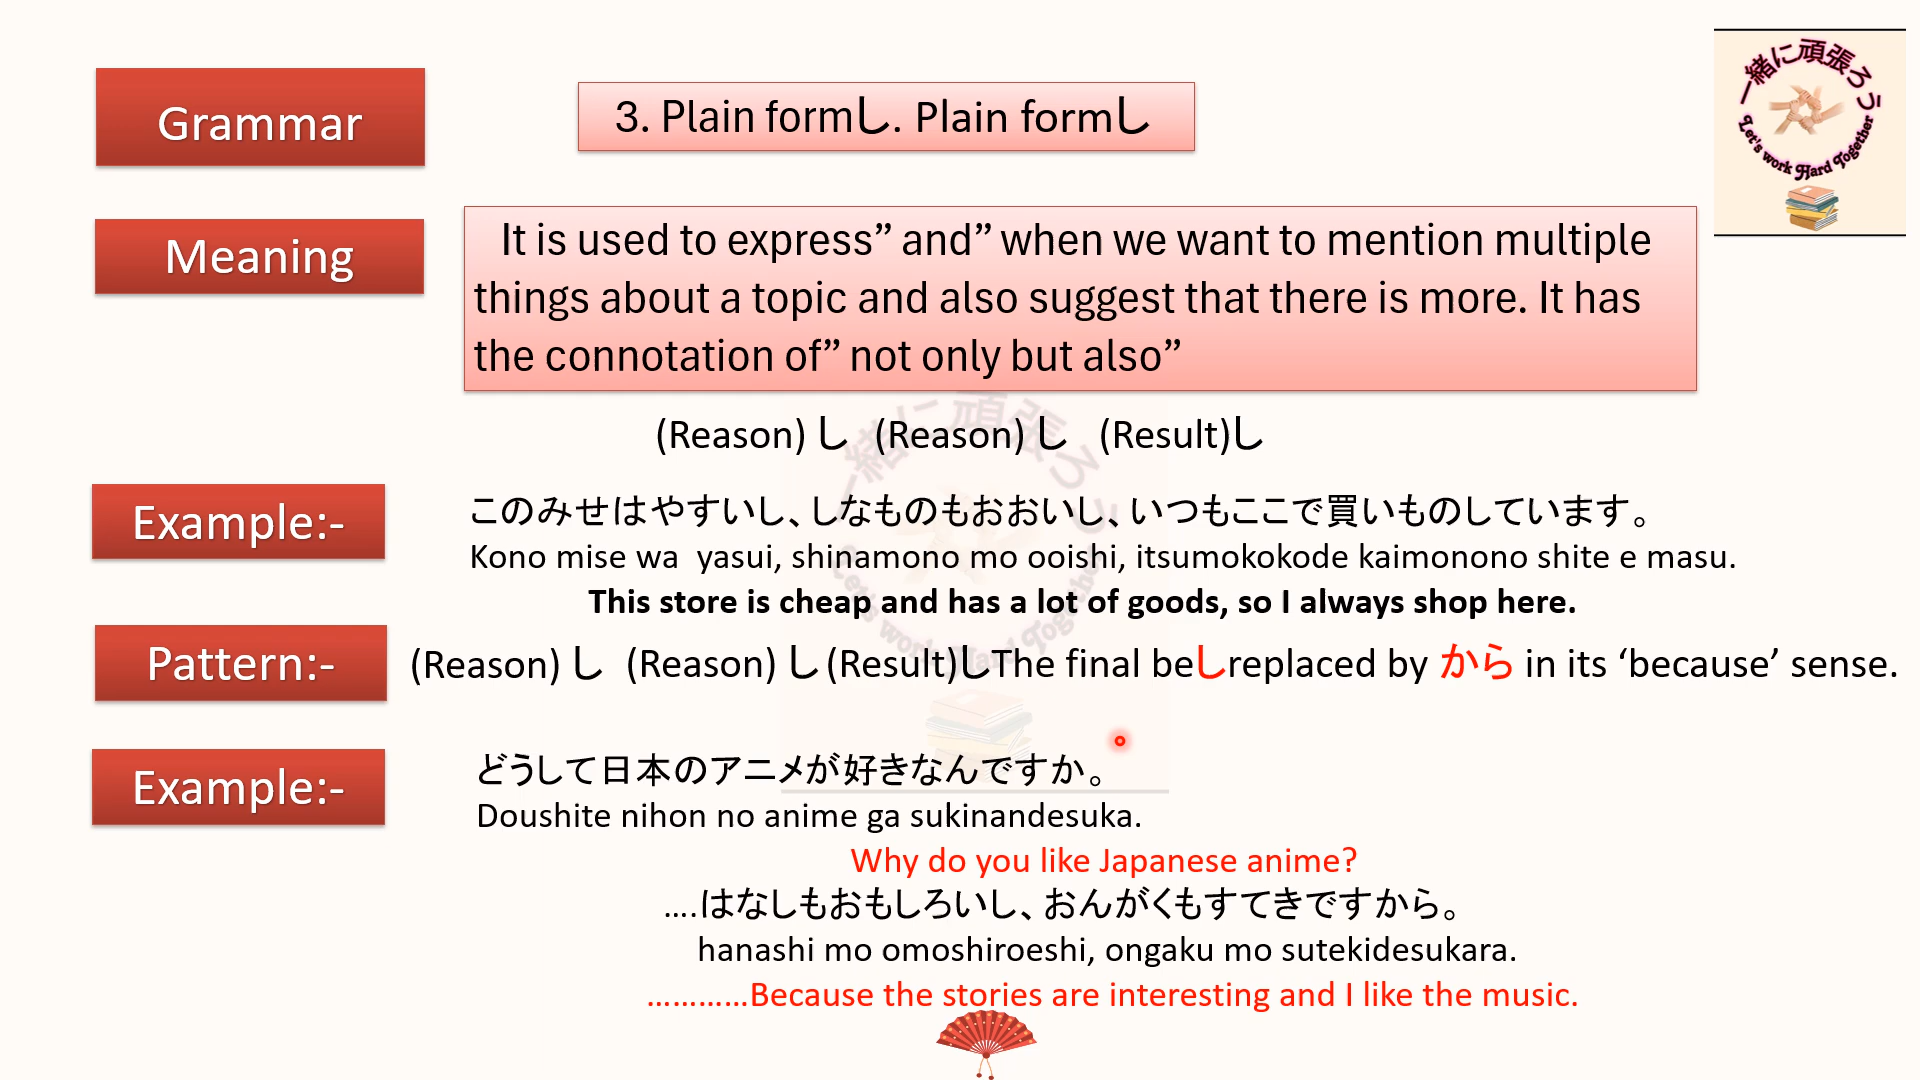 Grammar
3. Plain formし. Plain formし
一緒に頑張ろう
Let's work Hard Together
Meaning
It is used to express” and” when we want to mention multiple
things about a topic and also suggest that there is more. It has
the connotation of” not only but also”
(Reason) し (Reason) し (Result)し
Example:-
このみせはやすいし、しなものもおおいし、いつもここで買いものしています。
Kono mise wa yasui, shinamono mo ooishi, itsumokokode kaimonono shite e masu.
This store is cheap and has a lot of goods, so I always shop here.
Pattern:-
(Reason) し (Reason) し (Result)しThe final beしreplaced by から in its ‘because’ sense.
Example:-
どうして日本のアニメが好きなんですか。
Doushite nihon no anime ga sukinandesuka.
Why do you like Japanese anime?
....はなしもおもしろいし、おんがくもすてきですから。
hanashi mo omoshiroeshi, ongaku mo sutekidesukara.
…………Because the stories are interesting and I like the music.
一緒に頑張ろう
Let's work Hard Together